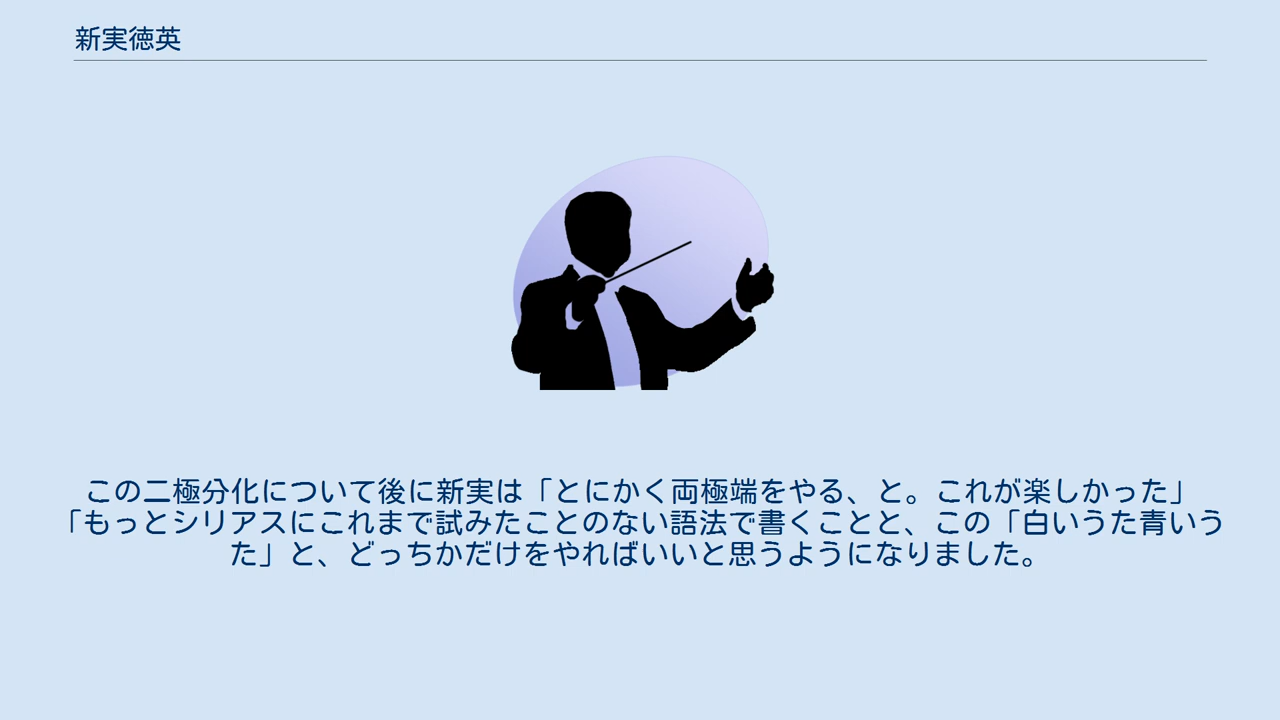 新実徳英
この二極分化について後に新実は「とにかく両極端をやる、と。これが楽しかった」
「もっとシリアスにこれまで試みたことのない語法で書くことと、この「白いうた青いう
た」と、どっちかだけをやればいいと思うようになりました。